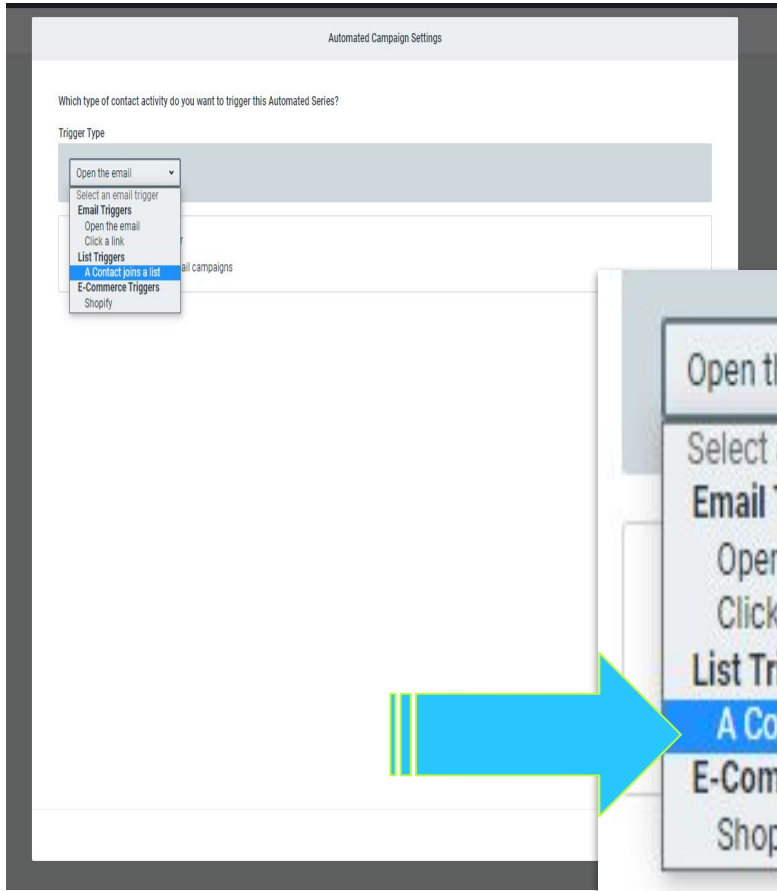 Automated Campaign Settings
Which type of contact activity do you want to trigger this Automated Series?
Trigger Type
Open the email
Select an email trigger
Email Triggers
Open the email
Click a link
List Triggers
A Contact joins a list
ail campaigns
E-Commerce Triggers
Shopify
Open th
Select
Email
Open
Click
List Tri
A Co
E-Com
Shop